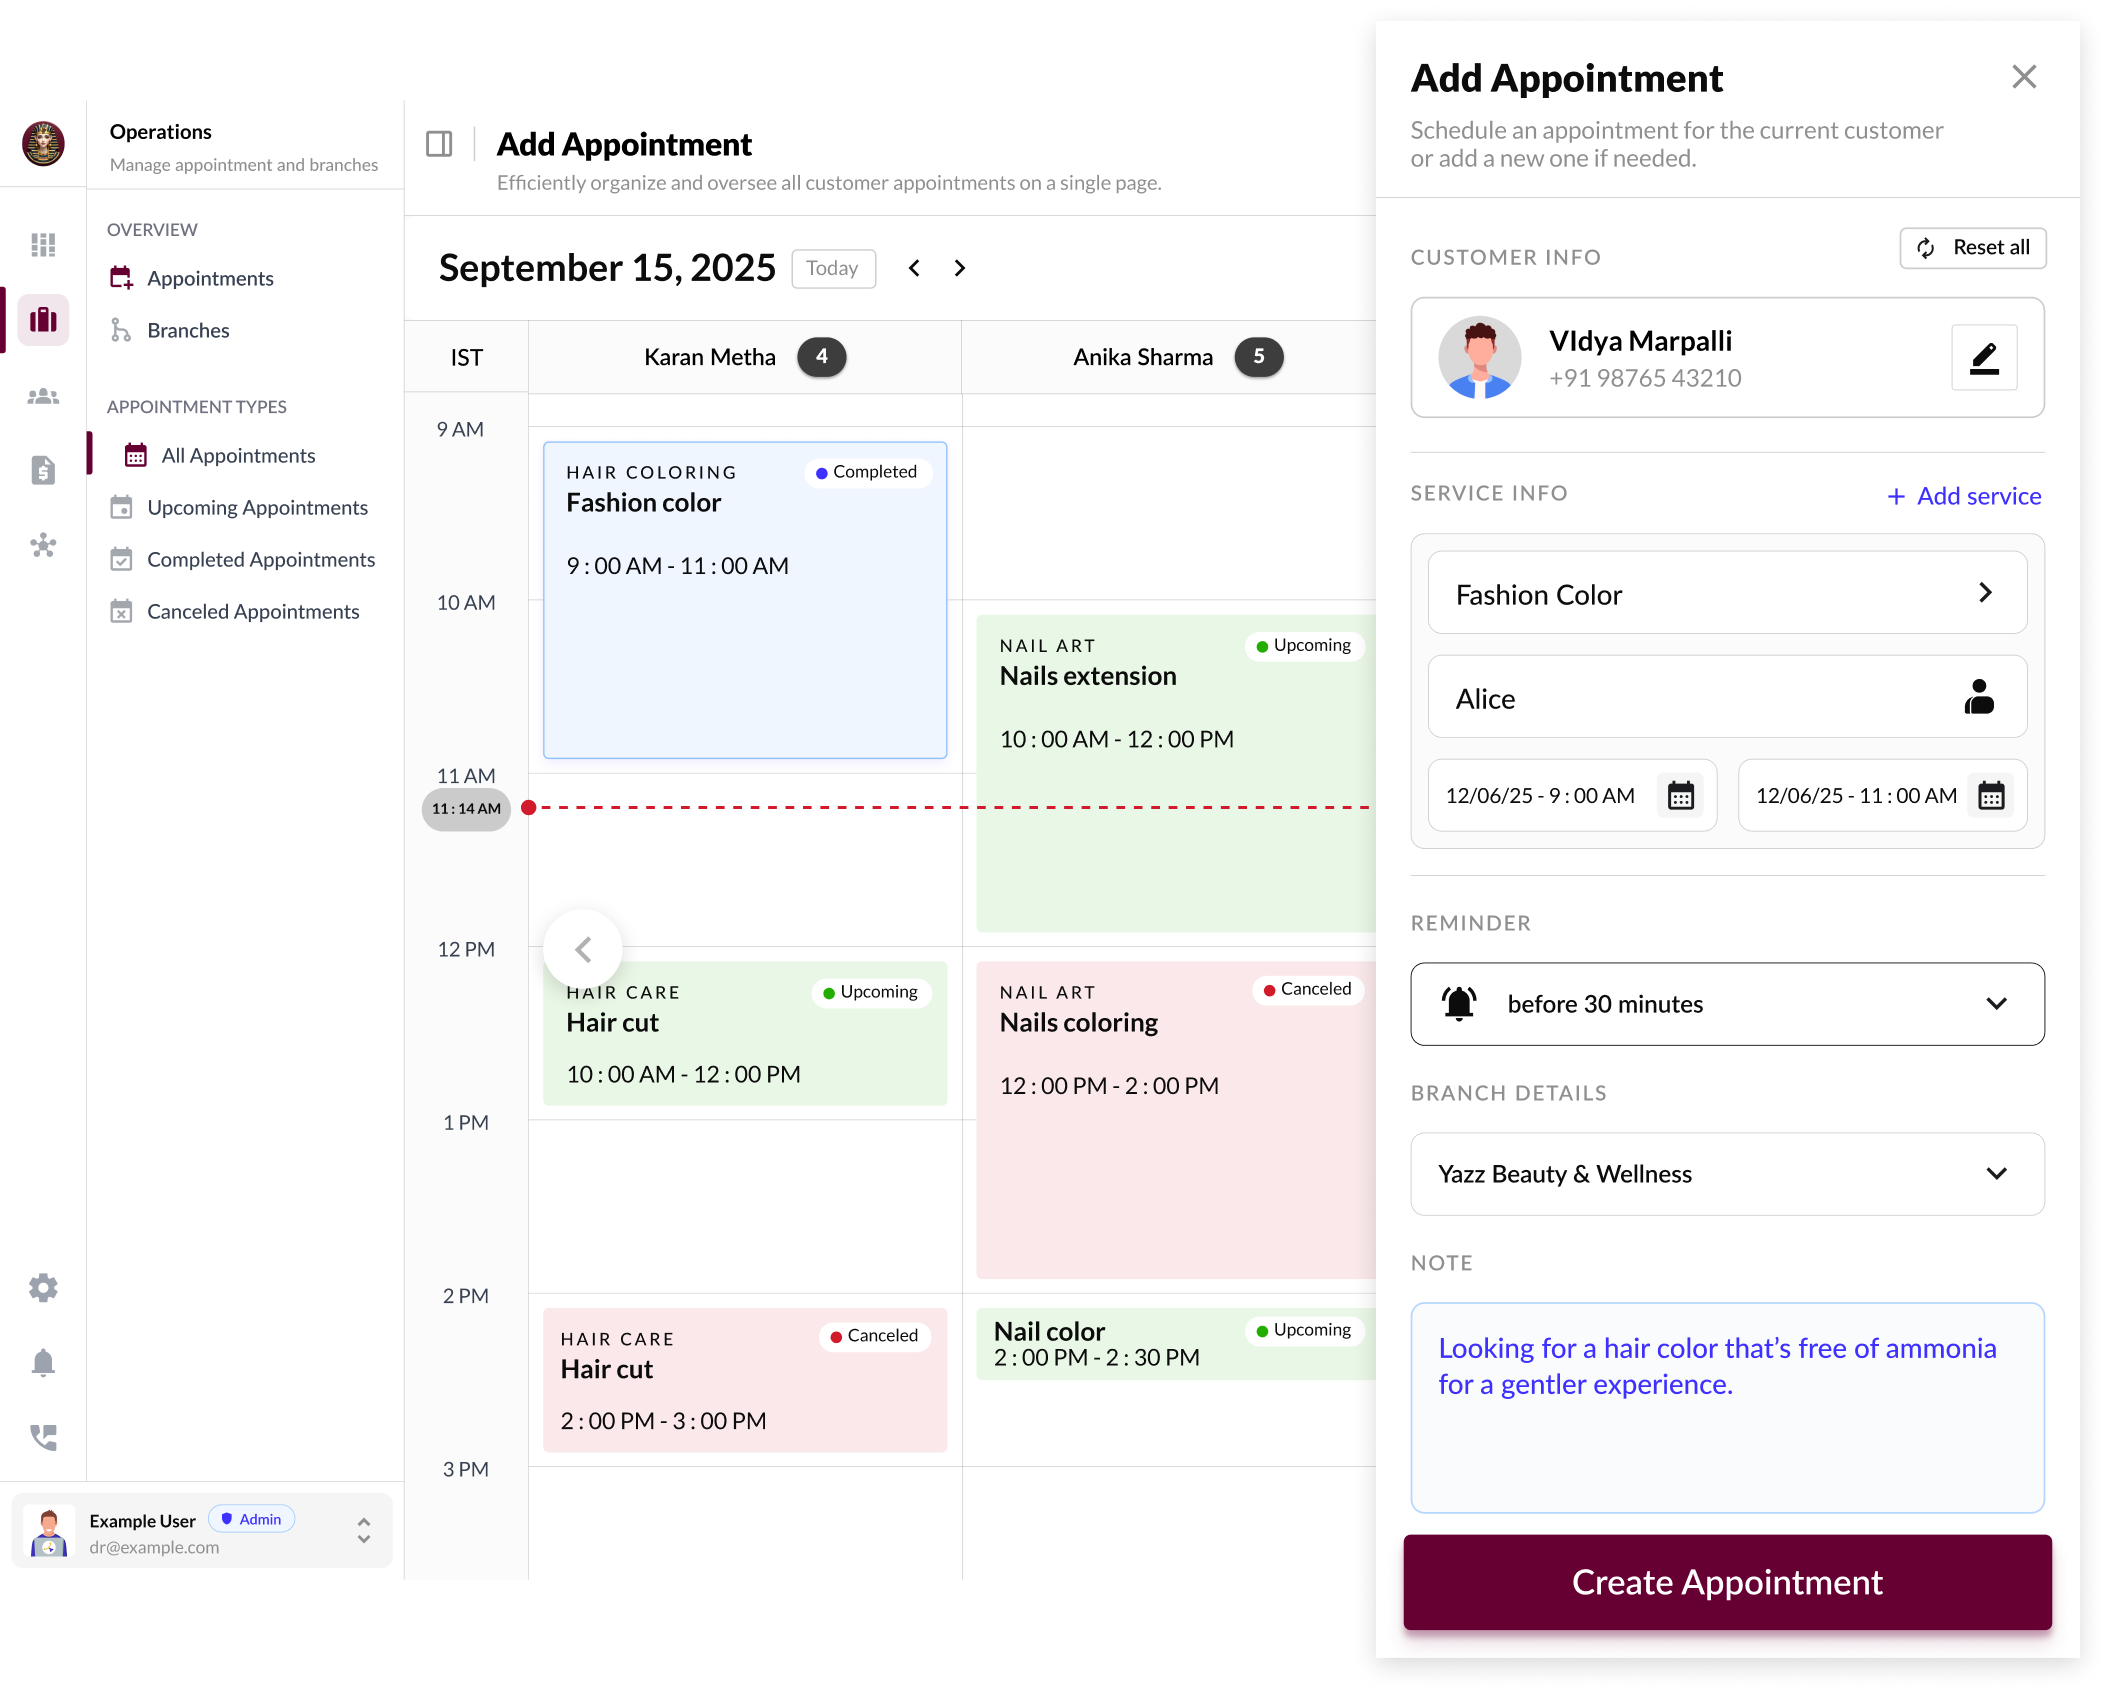 Operations
Manage appointment and branches
OVERVIEW
Appointments
Branches
APPOINTMENT TYPES
All Appointments
Upcoming Appointments
Completed Appointments
Canceled Appointments
Example User
Admin
dr@example.com
Add Appointment
Efficiently organize and oversee all customer appointments on a single page.
September 15, 2025
Today
IST
Karan Metha 4
Anika Sharma 5
9 AM
10 AM
11 AM
11 : 14 AM
12 PM
1 PM
2 PM
3 PM
HAIR COLORING
Completed
Fashion color
9 : 00 AM - 11 : 00 AM
HAIR CARE
Upcoming
Hair cut
10 : 00 AM - 12 : 00 PM
HAIR CARE
Canceled
Hair cut
2 : 00 PM - 3 : 00 PM
NAIL ART
Upcoming
Nails extension
10 : 00 AM - 12 : 00 PM
NAIL ART
Canceled
Nails coloring
12 : 00 PM - 2 : 00 PM
Nail color
Upcoming
2 : 00 PM - 2 : 30 PM
Add Appointment
Schedule an appointment for the current customer
or add a new one if needed.
CUSTOMER INFO
Reset all
VIdya Marpalli
+91 98765 43210
SERVICE INFO
+ Add service
Fashion Color
Alice
12/06/25 - 9 : 00 AM
12/06/25 - 11 : 00 AM
REMINDER
before 30 minutes
BRANCH DETAILS
Yazz Beauty & Wellness
NOTE
Looking for a hair color that’s free of ammonia
for a gentler experience.
Create Appointment